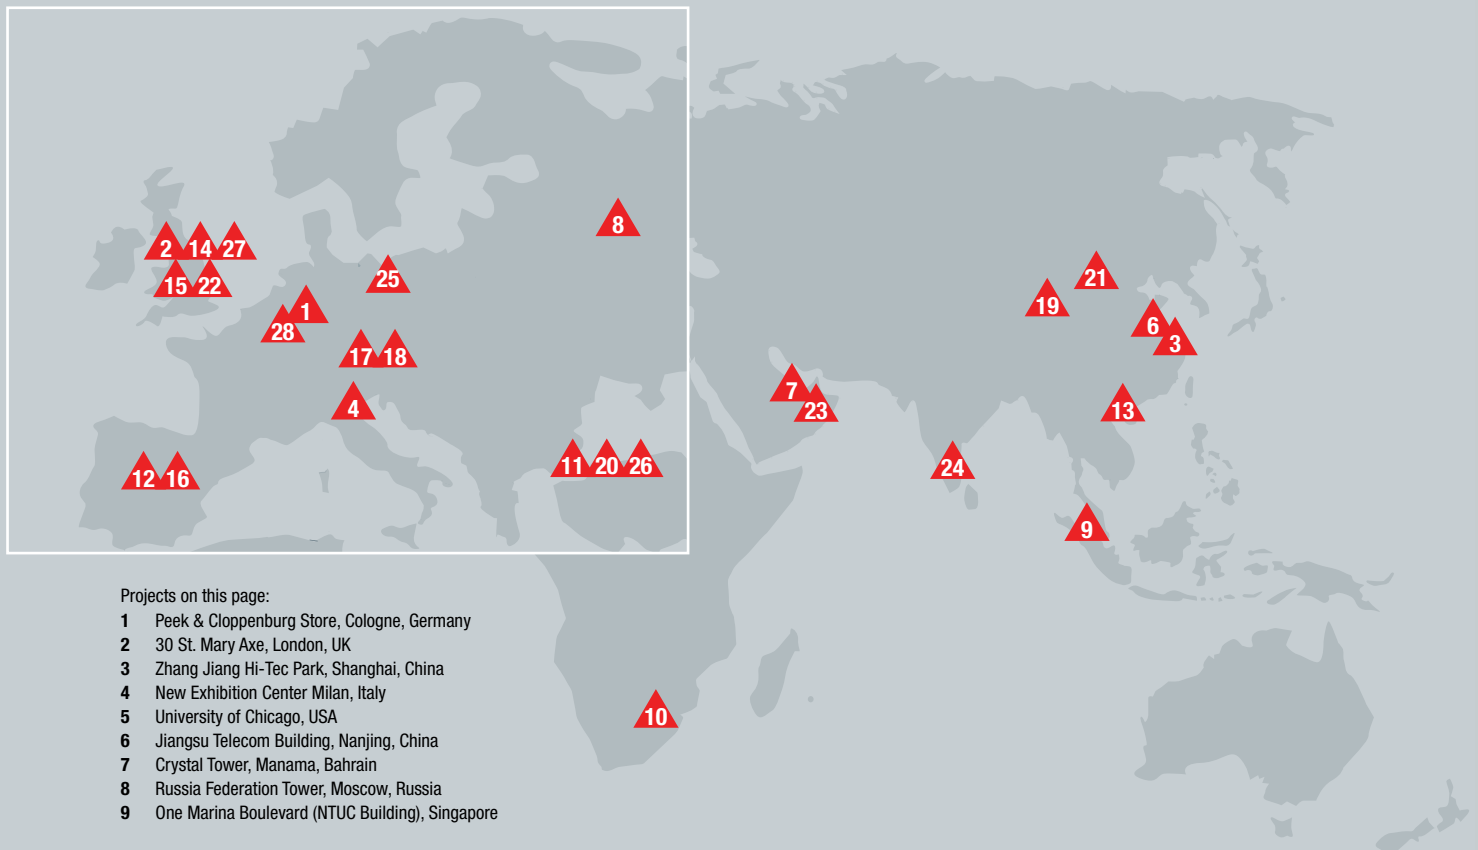 8
2 14 27
15 22
25
21
19
1
28
6
3
17 18
7
23
4
13
11 20 26
24
12 16
9
Projects on this page:
1 Peek & Cloppenburg Store, Cologne, Germany
2 30 St. Mary Axe, London, UK
3 Zhang Jiang Hi-Tec Park, Shanghai, China
4 New Exhibition Center Milan, Italy
5 University of Chicago, USA
6 Jiangsu Telecom Building, Nanjing, China
7 Crystal Tower, Manama, Bahrain
8 Russia Federation Tower, Moscow, Russia
9 One Marina Boulevard (NTUC Building), Singapore
10